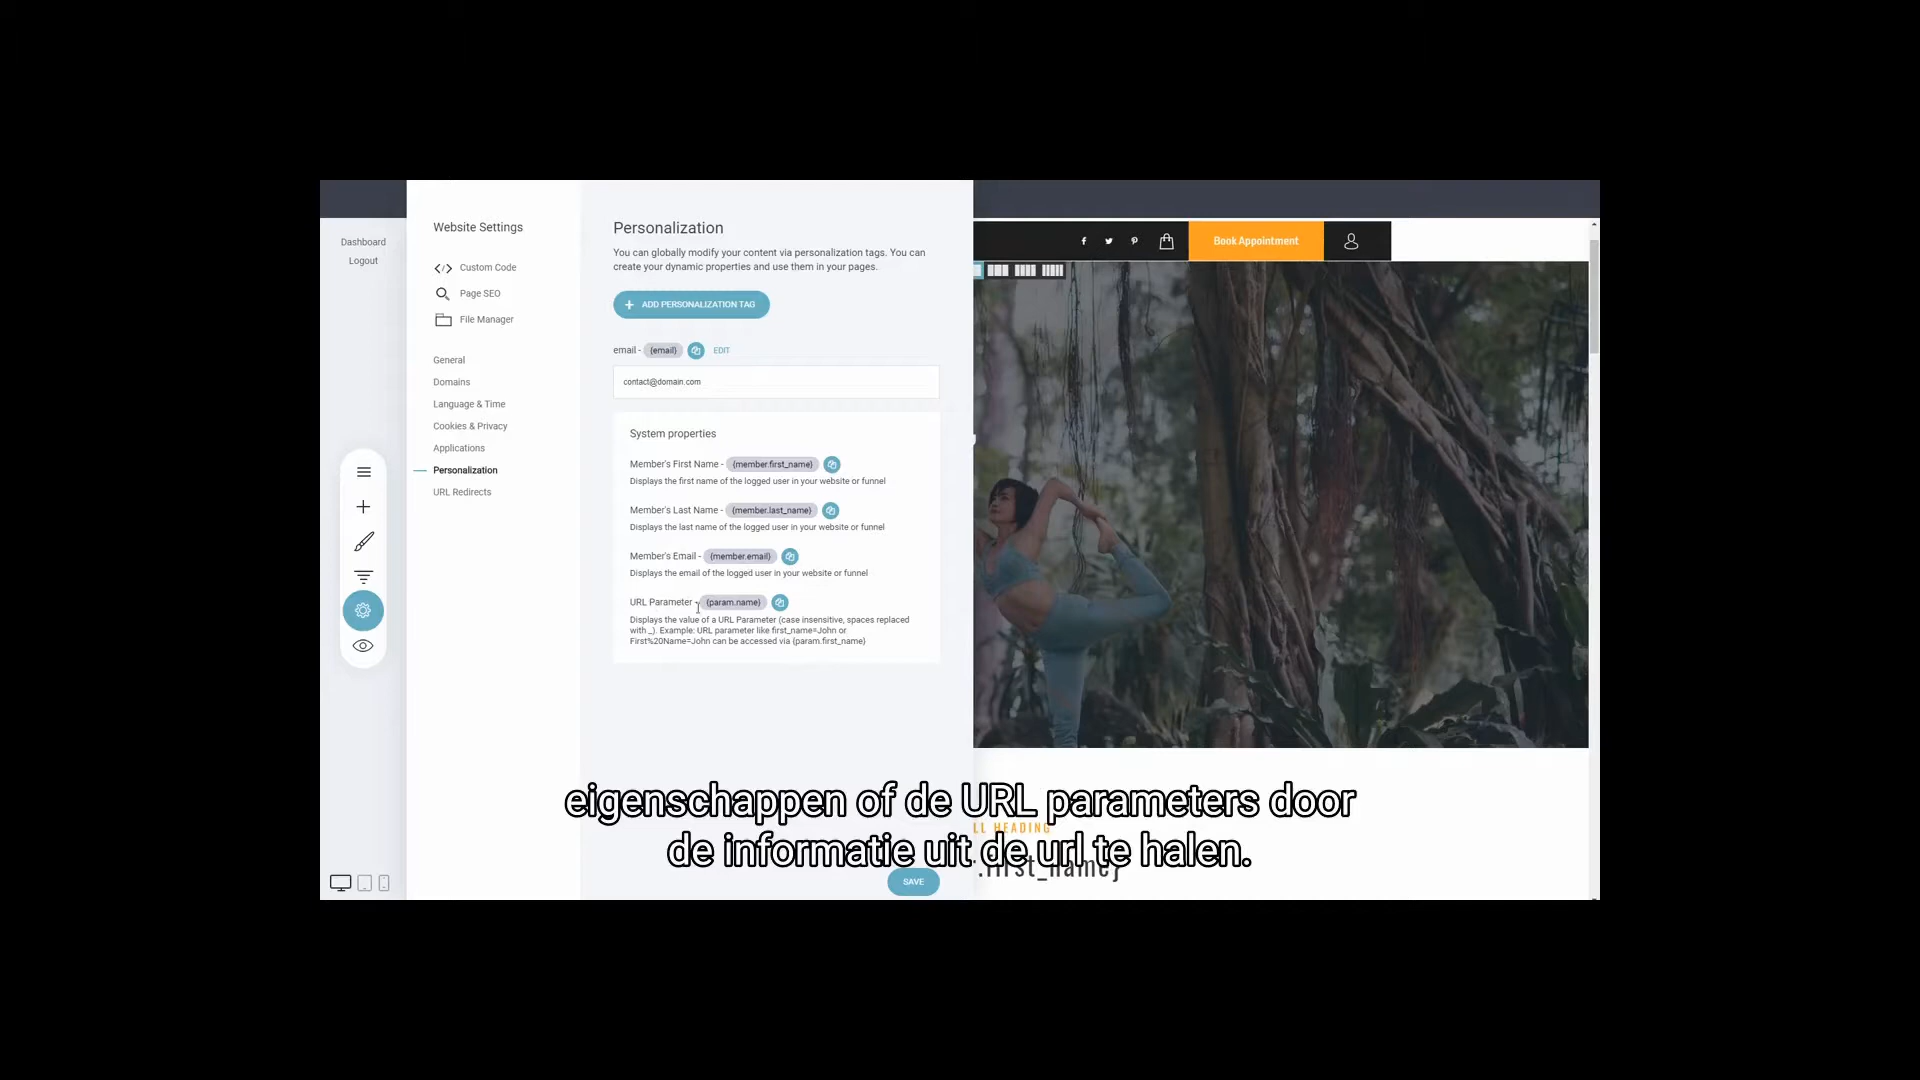 Dashboard
Logout
Website Settings
Custom Code
Page SEO
File Manager
General
Domains
Language & Time
Cookies & Privacy
Applications
Personalization
URL Redirects
Personalization
You can globally modify your content via personalization tags. You can
create your dynamic properties and use them in your pages.
+ ADD PERSONALIZATION TAG
email - {email} EDIT
contact@domain.com
System properties
Member's First Name - {member.first_name}
Displays the first name of the logged user in your website or funnel
Member's Last Name - {member.last_name}
Displays the last name of the logged user in your website or funnel
Member's Email - {member.email}
Displays the email of the logged user in your website or funnel
URL Parameter - {param.name}
Displays the value of a URL Parameter (case insensitive, spaces replaced
with _). Example: URL parameter like first_name=John or
First%20Name=John can be accessed via {param.first_name}
SAVE
Book Appointment
LL HEADING
.first_name}
eigenschappen of de URL parameters door
de informatie uit de url te halen.